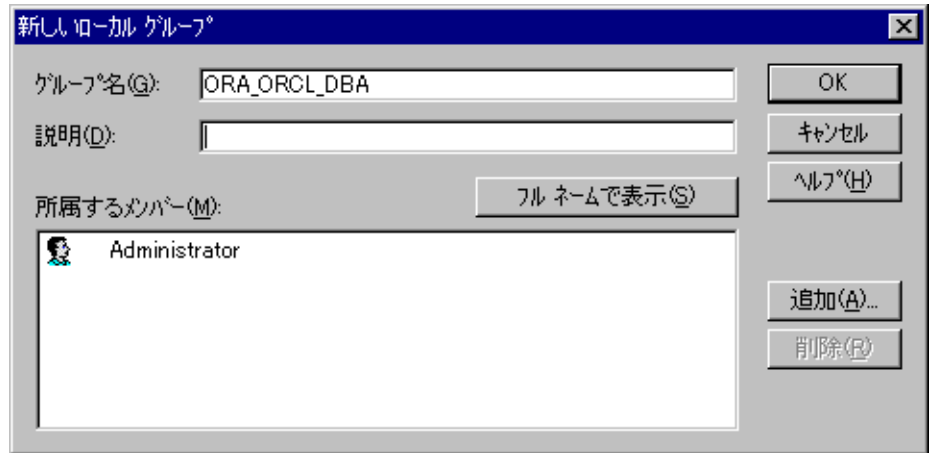 新しいローカル グループ
グループ名(G):
ORA_ORCL_DBA
OK
説明(D):
キャンセル
ヘルプ(H)
所属するメンバー(M):
フル ネームで表示(S)
Administrator
追加(A)...
削除(R)